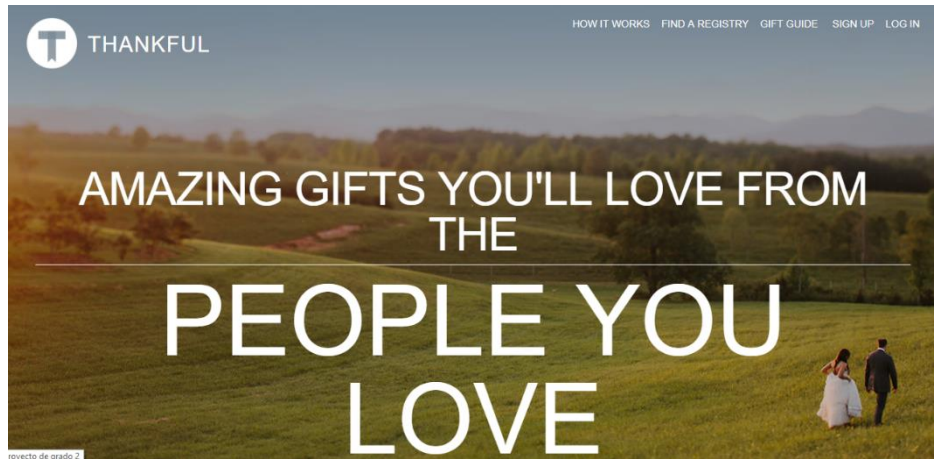 THANKFUL
HOW IT WORKS FIND A REGISTRY GIFT GUIDE SIGN UP LOG IN
AMAZING GIFTS YOU'LL LOVE FROM
THE
PEOPLE YOU
LOVE
royecto de grado 2